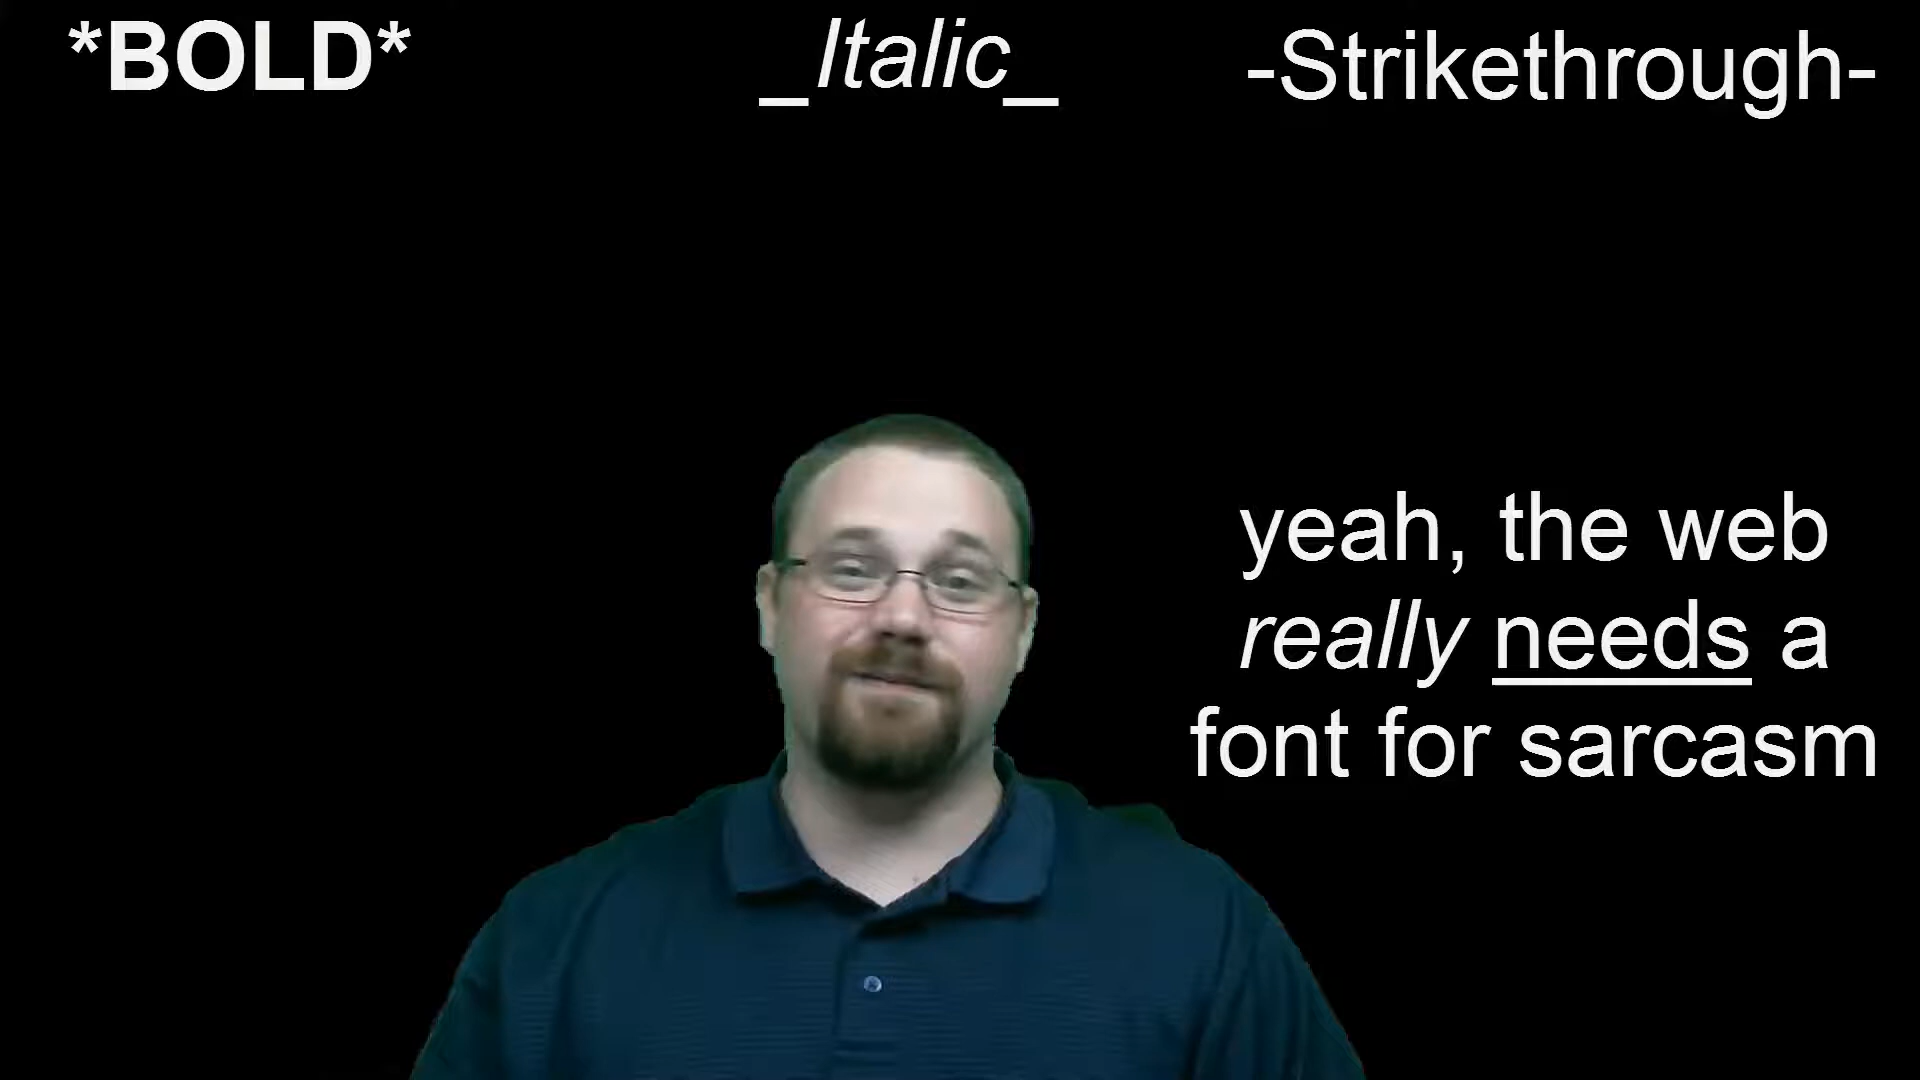 *BOLD* _Italic_ -Strikethrough-
yeah, the web
really needs a
font for sarcasm